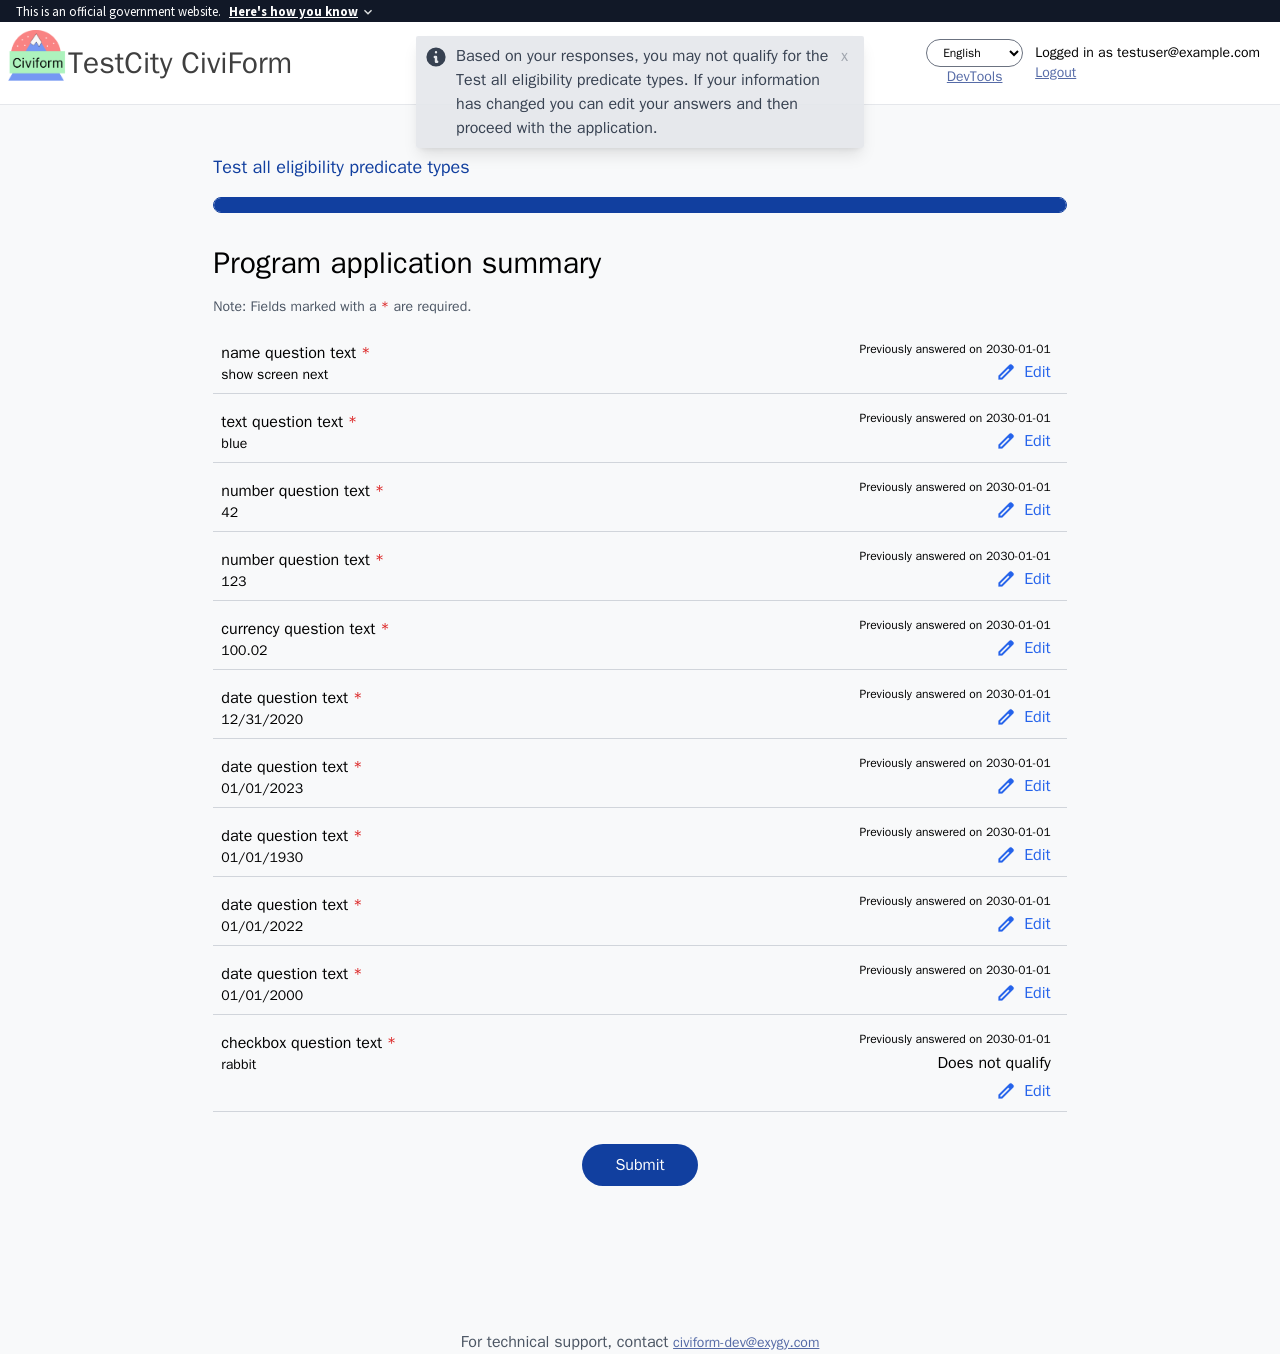 This is an official government website. Here's how you know
Civiform
TestCity CiviForm
Based on your responses, you may not qualify for the x
Test all eligibility predicate types. If your information
has changed you can edit your answers and then
proceed with the application.
English
DevTools
Logged in as testuser@example.com
Logout
Test all eligibility predicate types
Program application summary
Note: Fields marked with a * are required.
name question text *
show screen next
Previously answered on 2030-01-01
Edit
text question text *
blue
Previously answered on 2030-01-01
Edit
number question text *
42
Previously answered on 2030-01-01
Edit
number question text *
123
Previously answered on 2030-01-01
Edit
currency question text *
100.02
Previously answered on 2030-01-01
Edit
date question text *
12/31/2020
Previously answered on 2030-01-01
Edit
date question text *
01/01/2023
Previously answered on 2030-01-01
Edit
date question text *
01/01/1930
Previously answered on 2030-01-01
Edit
date question text *
01/01/2022
Previously answered on 2030-01-01
Edit
date question text *
01/01/2000
Previously answered on 2030-01-01
Edit
checkbox question text *
rabbit
Previously answered on 2030-01-01
Does not qualify
Edit
Submit
For technical support, contact civiform-dev@exygy.com